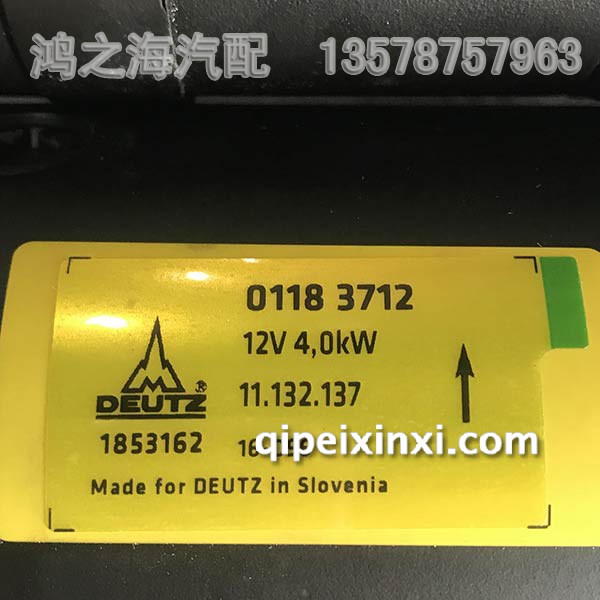 鸿之海汽配 13578757963
0118 3712
12V 4,0kW
11.132.137
DEUTZ ®
1853162
qipeixinxi.com
Made for DEUTZ in Slovenia